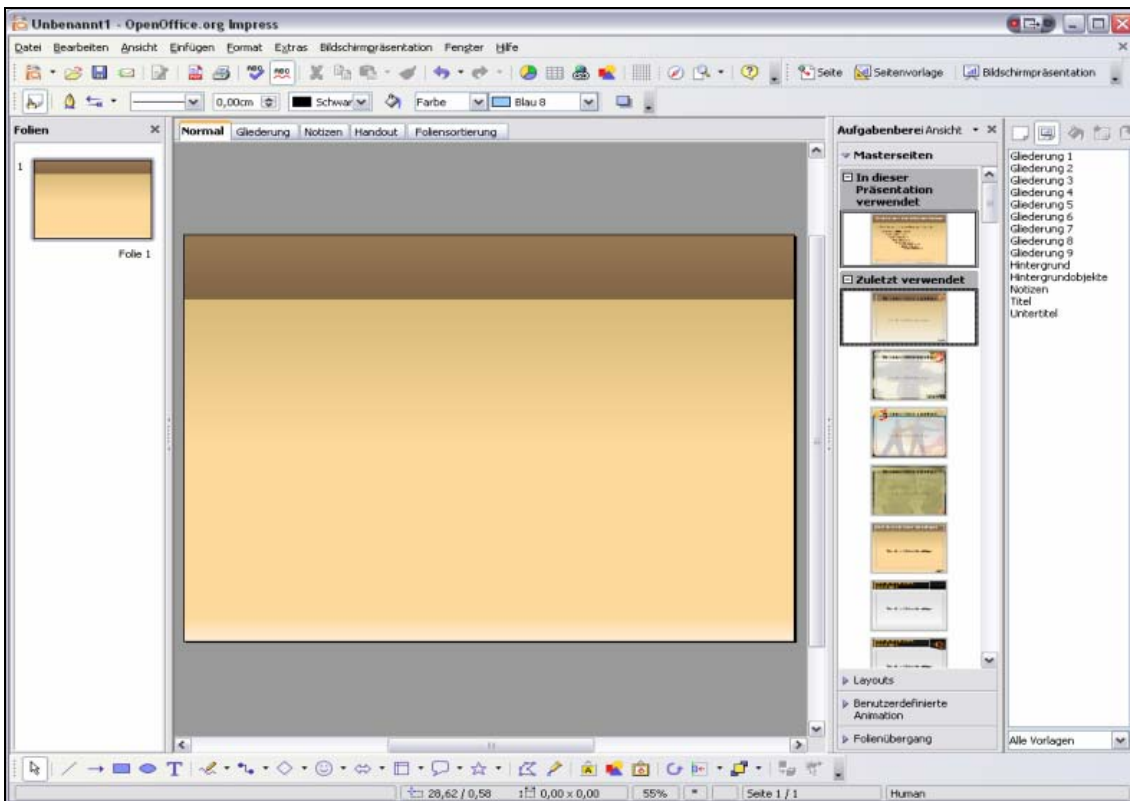 Unbenannt1 - OpenOffice.org Impress
Datei Bearbeiten Ansicht Einfügen Format Extras Bildschirmpräsentation Fenster Hilfe
Seite Seitenvorlage Bildschirmpräsentation
0,00cm Schwar Farbe Blau 8
Folien
1
Folie 1
Normal Gliederung Notizen Handout Foliensortierung
Aufgabenberei Ansicht
Masterseiten
In dieser
Präsentation
verwendet
Zuletzt verwendet
Layouts
Benutzerdefinierte
Animation
Folienübergang
Gliederung 1
Gliederung 2
Gliederung 3
Gliederung 4
Gliederung 5
Gliederung 6
Gliederung 7
Gliederung 8
Gliederung 9
Hintergrund
Hintergrundobjekte
Notizen
Titel
Untertitel
Alle Vorlagen
28,62 / 0,58 0,00 x 0,00 55% * Seite 1 / 1 Human